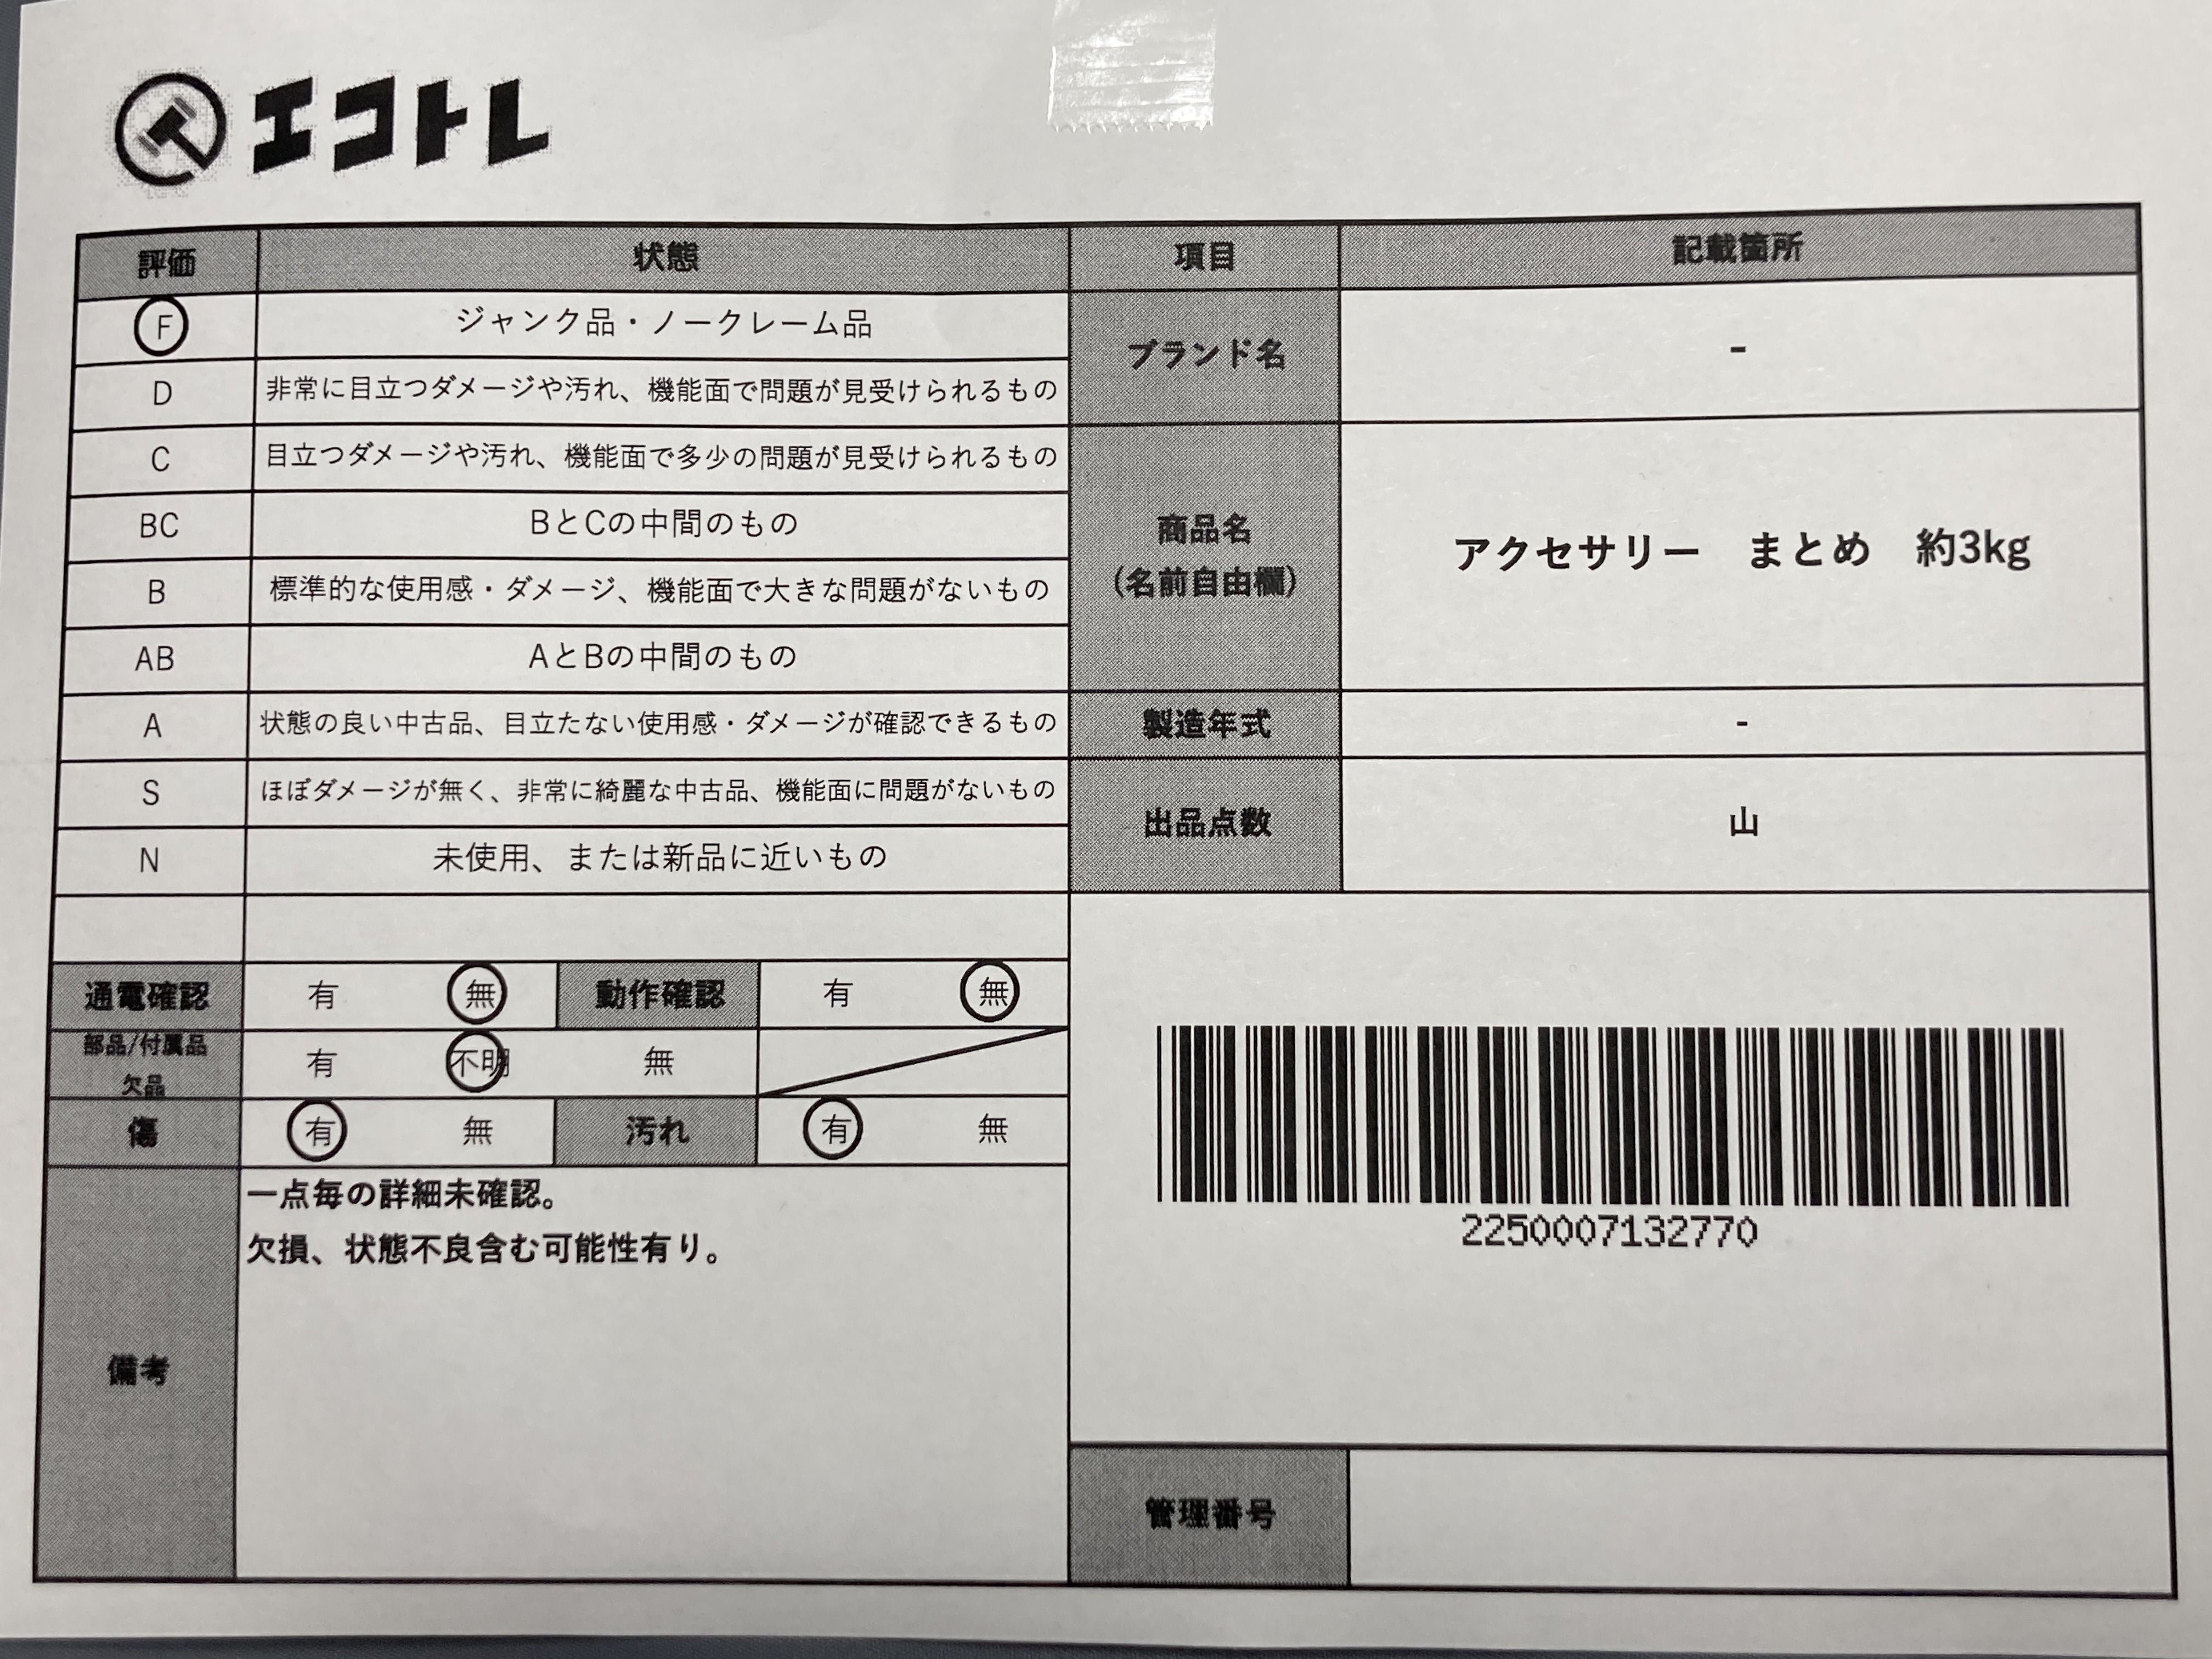 エコトレ
評価 状態 項目 記載箇所
F ジャンク品・ノークレーム品
D 非常に目立つダメージや汚れ、機能面で問題が見受けられるもの
ブランド名 -
C 目立つダメージや汚れ、機能面で多少の問題が見受けられるもの
BC BとCの中間のもの
B 標準的な使用感・ダメージ、機能面で大きな問題がないもの
AB AとBの中間のもの
商品名
(名前自由欄)
アクセサリー まとめ 約3kg
A 状態の良い中古品、目立たない使用感・ダメージが確認できるもの
製造年式 -
S ほぼダメージが無く、非常に綺麗な中古品、機能面に問題がないもの
N 未使用、または新品に近いもの
出品点数 山
通電確認 有 無 動作確認 有 無
部品/付属品
欠品
有 不明 無
傷 有 無 汚れ 有 無
備考
一点毎の詳細未確認。
欠損、状態不良含む可能性有り。
2250007132770
管理番号